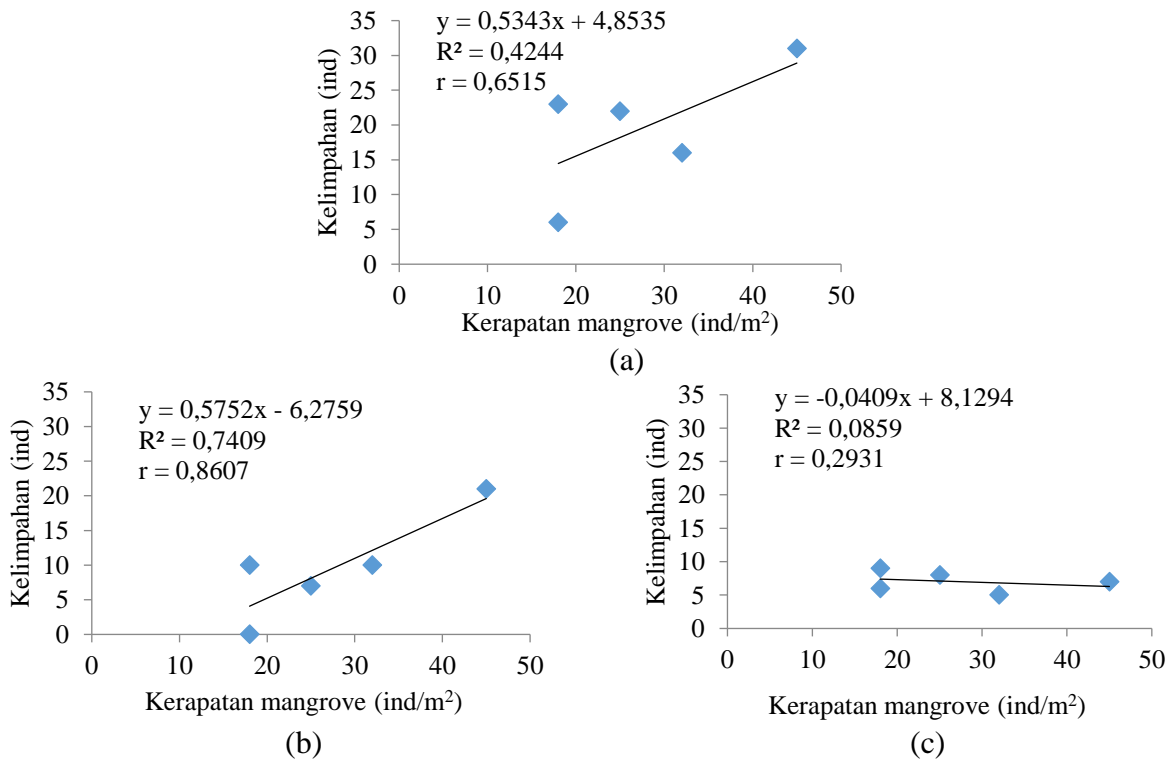 y = 0,5343x + 4,8535
R² = 0,4244
r = 0,6515
Kelimpahan (ind)
35
30
25
20
15
10
5
0
0 10 20 30 40 50
Kerapatan mangrove (ind/m²)
(a)
y = 0,5752x - 6,2759
R² = 0,7409
r = 0,8607
Kelimpahan (ind)
35
30
25
20
15
10
5
0
0 10 20 30 40 50
Kerapatan mangrove (ind/m²)
(b)
y = -0,0409x + 8,1294
R² = 0,0859
r = 0,2931
Kelimpahan (ind)
35
30
25
20
15
10
5
0
0 10 20 30 40 50
Kerapatan mangrove (ind/m²)
(c)